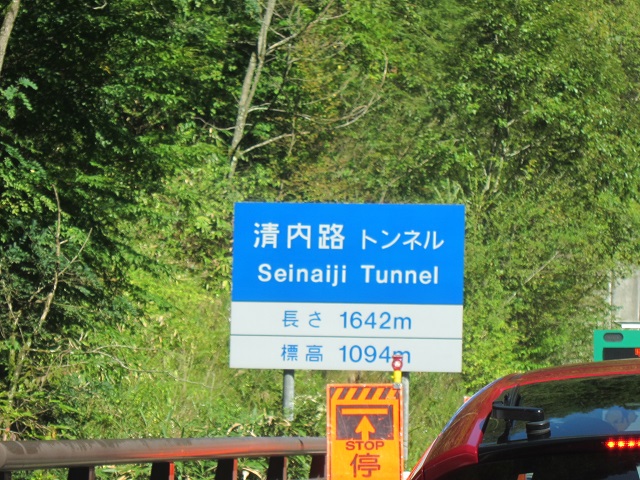 清内路 トンネル
Seinaiji Tunnel
長さ 1642m
標高 1094m
STOP
停